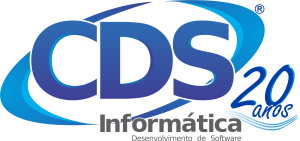 CDS®
20
anos
Informática
Desenvolvimento de Software